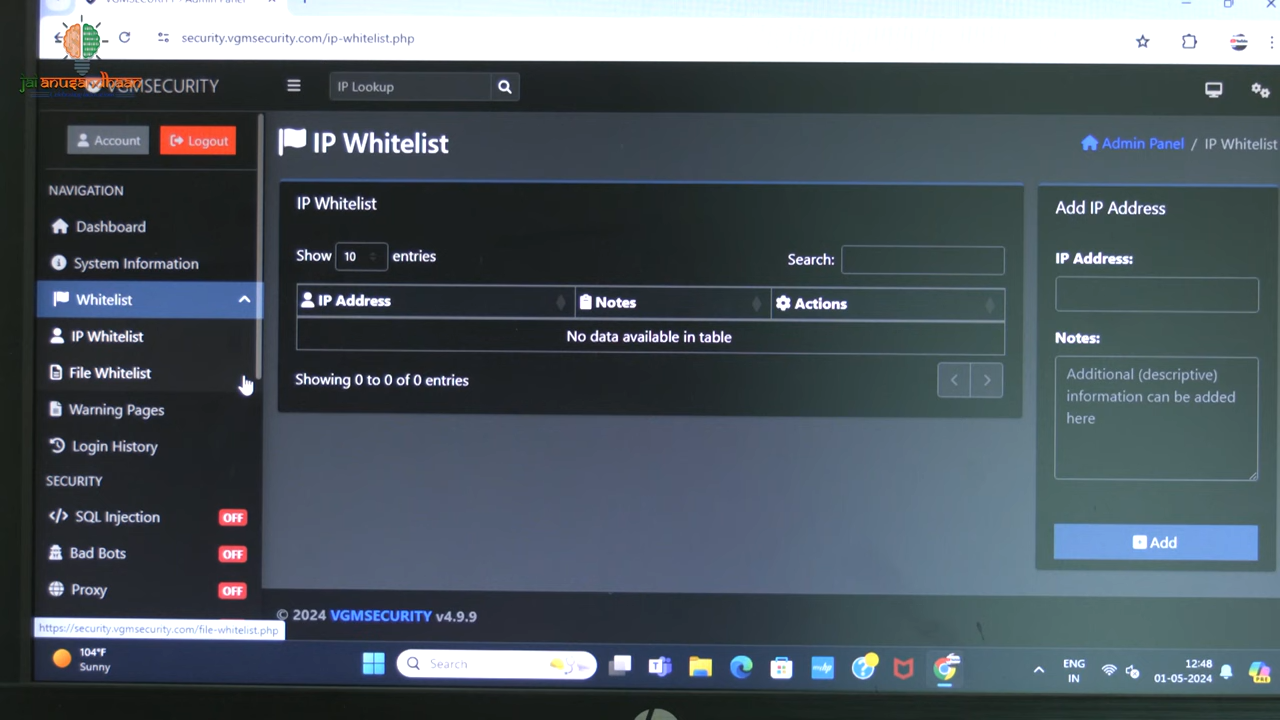 security.vgmsecurity.com/ip-whitelist.php
jai anusandhaan
VGMSECURITY
IP Lookup
Account
Logout
IP Whitelist
Admin Panel / IP Whitelist
NAVIGATION
Dashboard
System Information
Whitelist
IP Whitelist
File Whitelist
Warning Pages
Login History
SECURITY
SQL Injection OFF
Bad Bots OFF
Proxy OFF
https://security.vgmsecurity.com/file-whitelist.php
IP Whitelist
Show 10 entries
Search:
IP Address Notes Actions
No data available in table
Showing 0 to 0 of 0 entries
Add IP Address
IP Address:
Notes:
Additional (descriptive)
information can be added
here
Add
© 2024 VGMSECURITY v4.9.9
104°F
Sunny
Search
ENG
IN
12:48
01-05-2024